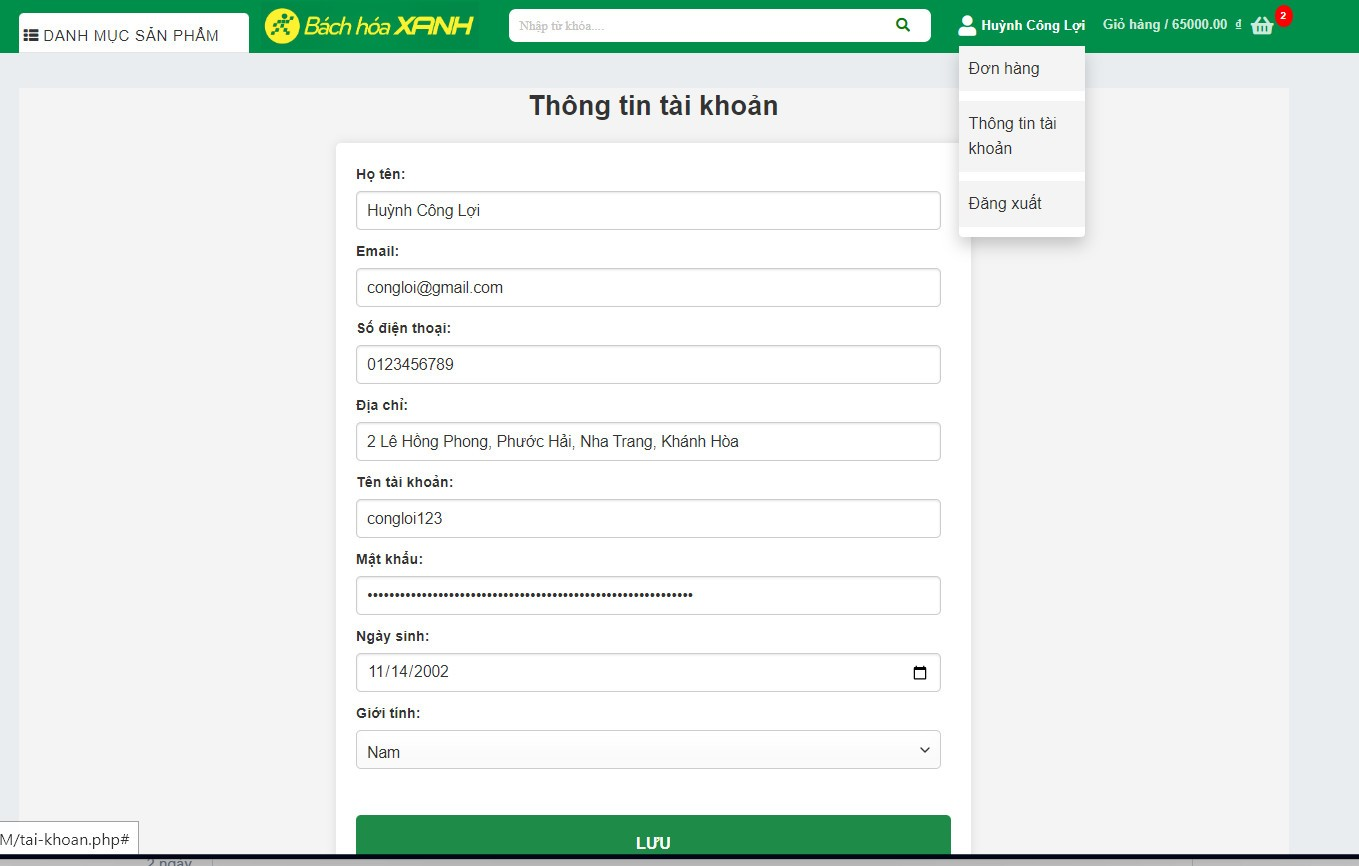 DANH MỤC SẢN PHẨM
Bách hóa XANH
Nhập từ khóa....
Huỳnh Công Lợi
Giỏ hàng / 65000.00 ₫
2
Đơn hàng
Thông tin tài
khoản
Đăng xuất
Thông tin tài khoản
Họ tên:
Huỳnh Công Lợi
Email:
congloi@gmail.com
Số điện thoại:
0123456789
Địa chỉ:
2 Lê Hồng Phong, Phước Hải, Nha Trang, Khánh Hòa
Tên tài khoản:
congloi123
Mật khẩu:
Ngày sinh:
11/14/2002
Giới tính:
Nam
LƯU
M/tai-khoan.php#
2 ngày